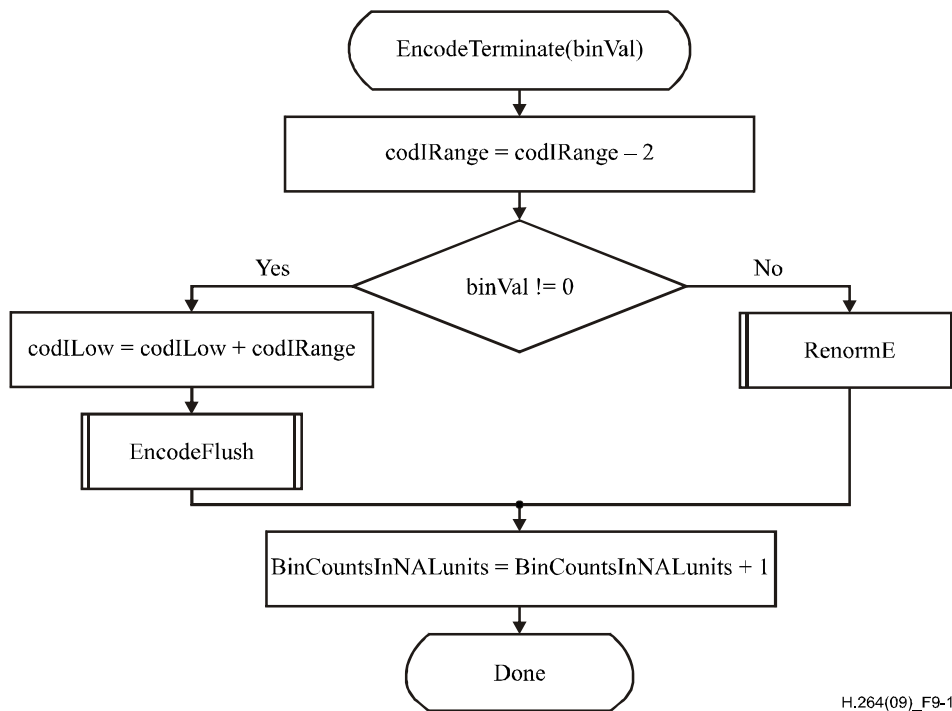 EncodeTerminate(binVal)
codIRange = codIRange – 2
Yes
No
binVal != 0
codILow = codILow + codIRange
RenormE
EncodeFlush
BinCountsInNALunits = BinCountsInNALunits + 1
Done
H.264(09)_F9-1